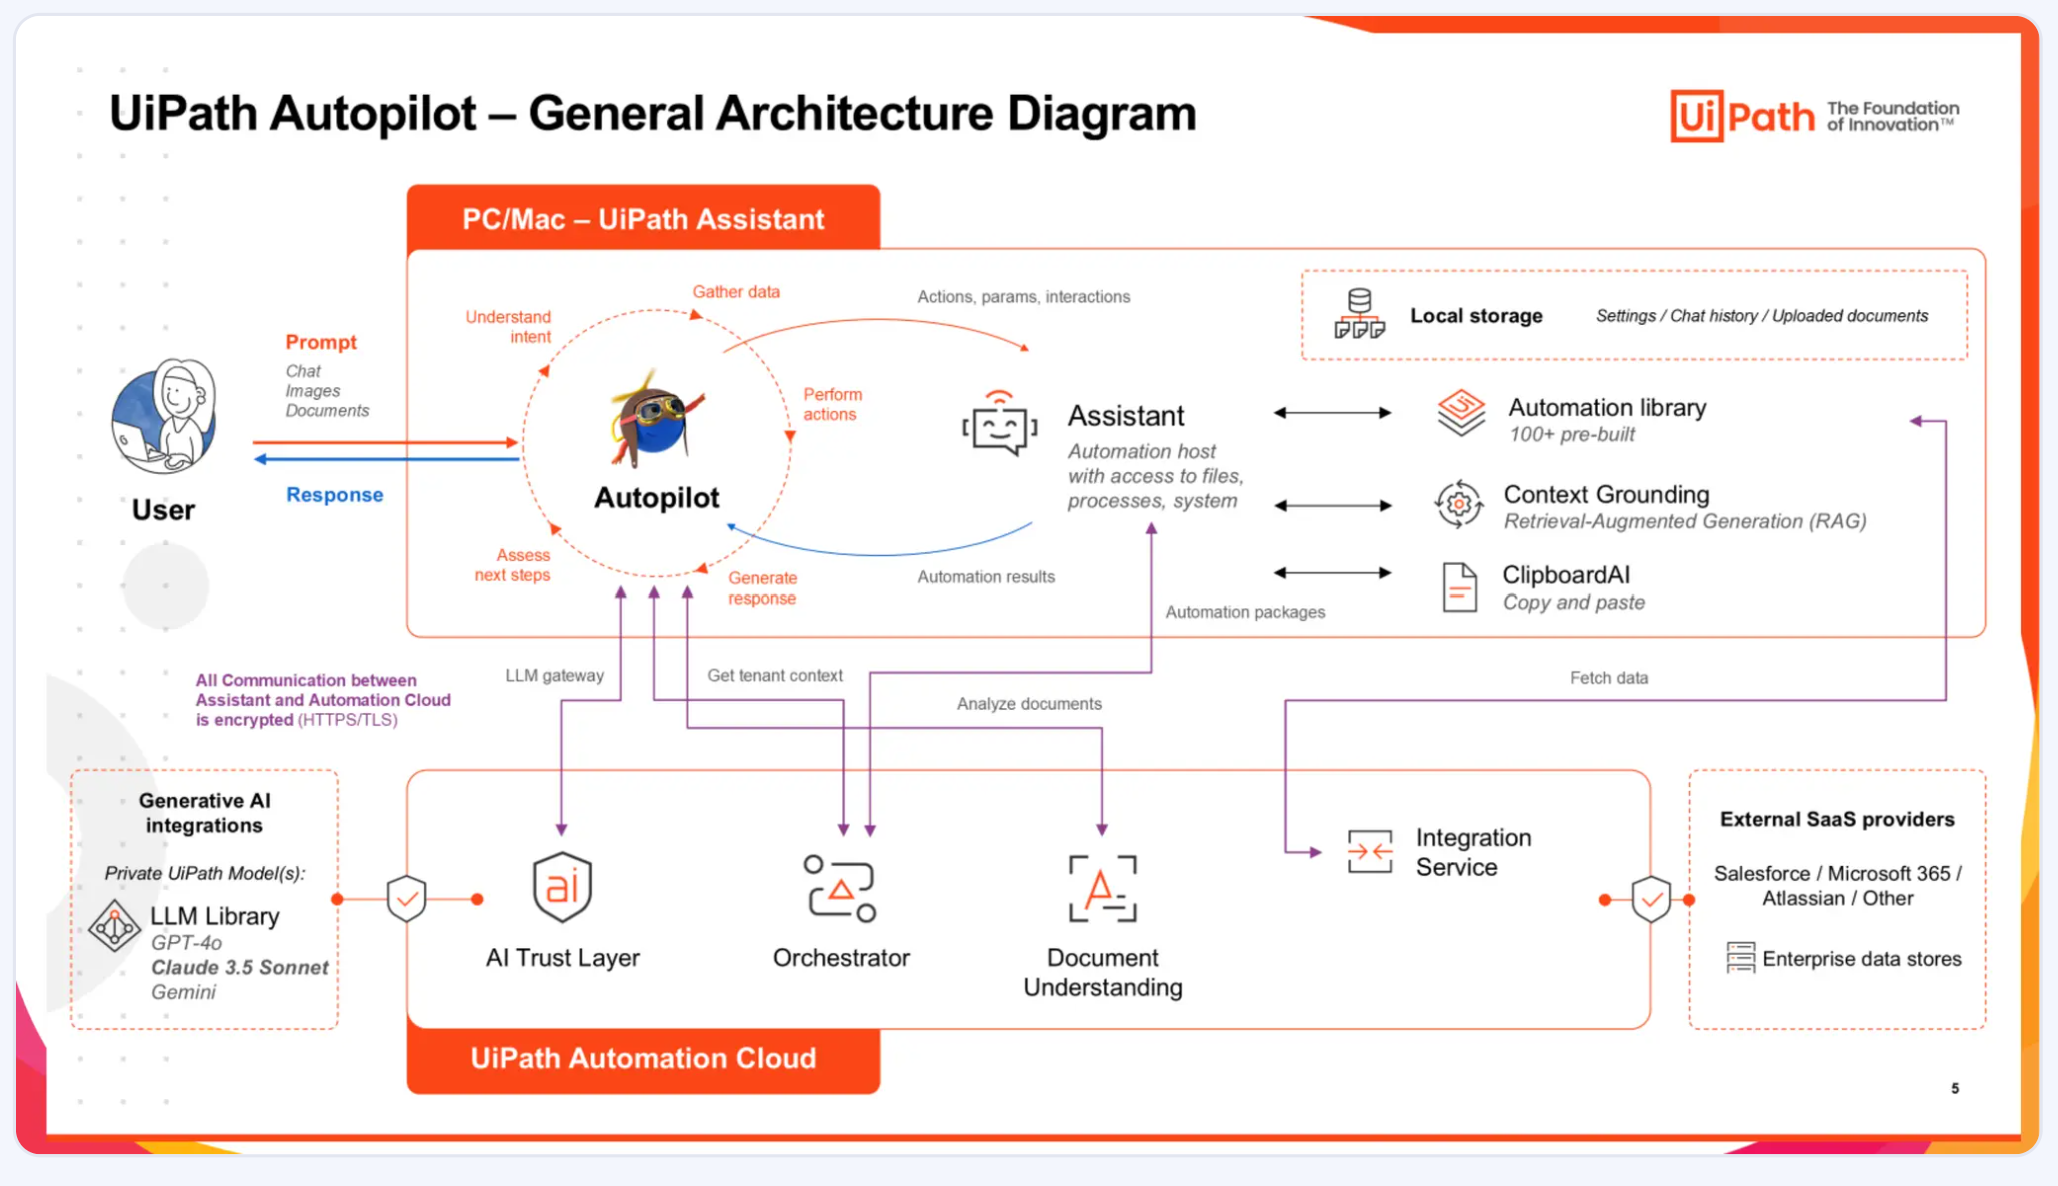 UiPath Autopilot – General Architecture Diagram
UiPath The Foundation
of Innovation™
PC/Mac – UiPath Assistant
Gather data
Understand
intent
Actions, params, interactions
Local storage
Settings / Chat history / Uploaded documents
Prompt
Chat
Images
Documents
Perform
actions
Assistant
Automation host
with access to files,
processes, system
Automation library
100+ pre-built
Response
User
Autopilot
Context Grounding
Retrieval-Augmented Generation (RAG)
Assess
next steps
Generate
response
Automation results
ClipboardAI
Copy and paste
Automation packages
All Communication between
Assistant and Automation Cloud
is encrypted (HTTPS/TLS)
LLM gateway
Get tenant context
Analyze documents
Fetch data
Generative AI
integrations
Private UiPath Model(s):
LLM Library
GPT-4o
Claude 3.5 Sonnet
Gemini
ai
AI Trust Layer
Orchestrator
Document
Understanding
Integration
Service
External SaaS providers
Salesforce / Microsoft 365 /
Atlassian / Other
Enterprise data stores
UiPath Automation Cloud
5